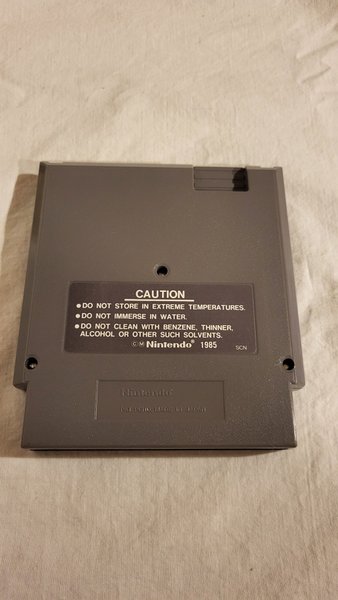 CAUTION
● DO NOT STORE IN EXTREME TEMPERATURES.
● DO NOT IMMERSE IN WATER.
● DO NOT CLEAN WITH BENZENE, THINNER,
ALCOHOL OR OTHER SUCH SOLVENTS.
©M Nintendo® 1985 SCN
Nintendo®